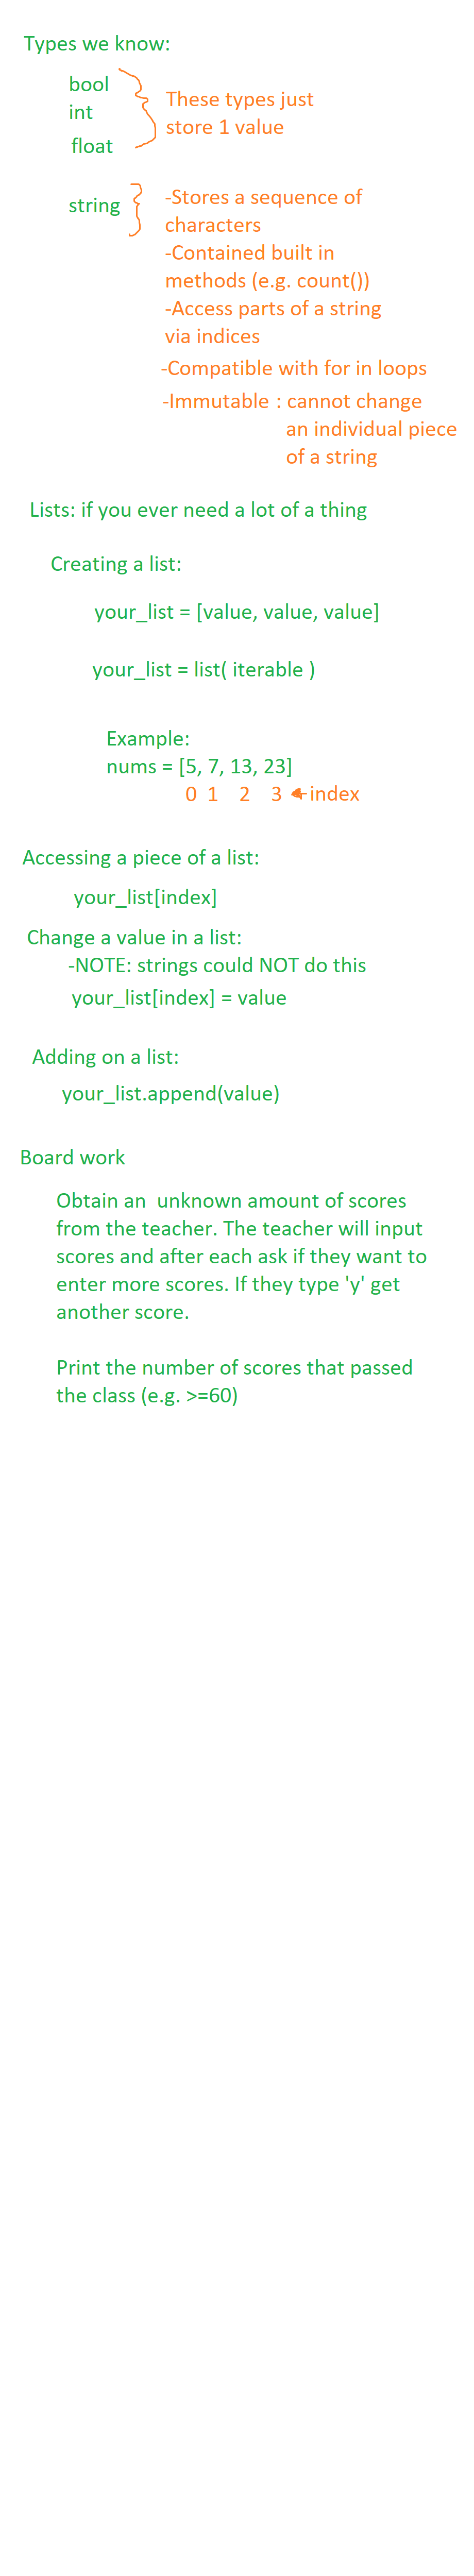 Types we know:
bool
int
float
These types just
store 1 value
string
-Stores a sequence of
characters
-Contained built in
methods (e.g. count())
-Access parts of a string
via indices
-Compatible with for in loops
-Immutable : cannot change
an individual piece
of a string
Lists: if you ever need a lot of a thing
Creating a list:
your_list = [value, value, value]
your_list = list( iterable )
Example:
nums = [5, 7, 13, 23]
0 1 2 3 index
Accessing a piece of a list:
your_list[index]
Change a value in a list:
-NOTE: strings could NOT do this
your_list[index] = value
Adding on a list:
your_list.append(value)
Board work
Obtain an  unknown amount of scores
from the teacher. The teacher will input
scores and after each ask if they want to
enter more scores. If they type 'y' get
another score.
Print the number of scores that passed
the class (e.g. >=60)